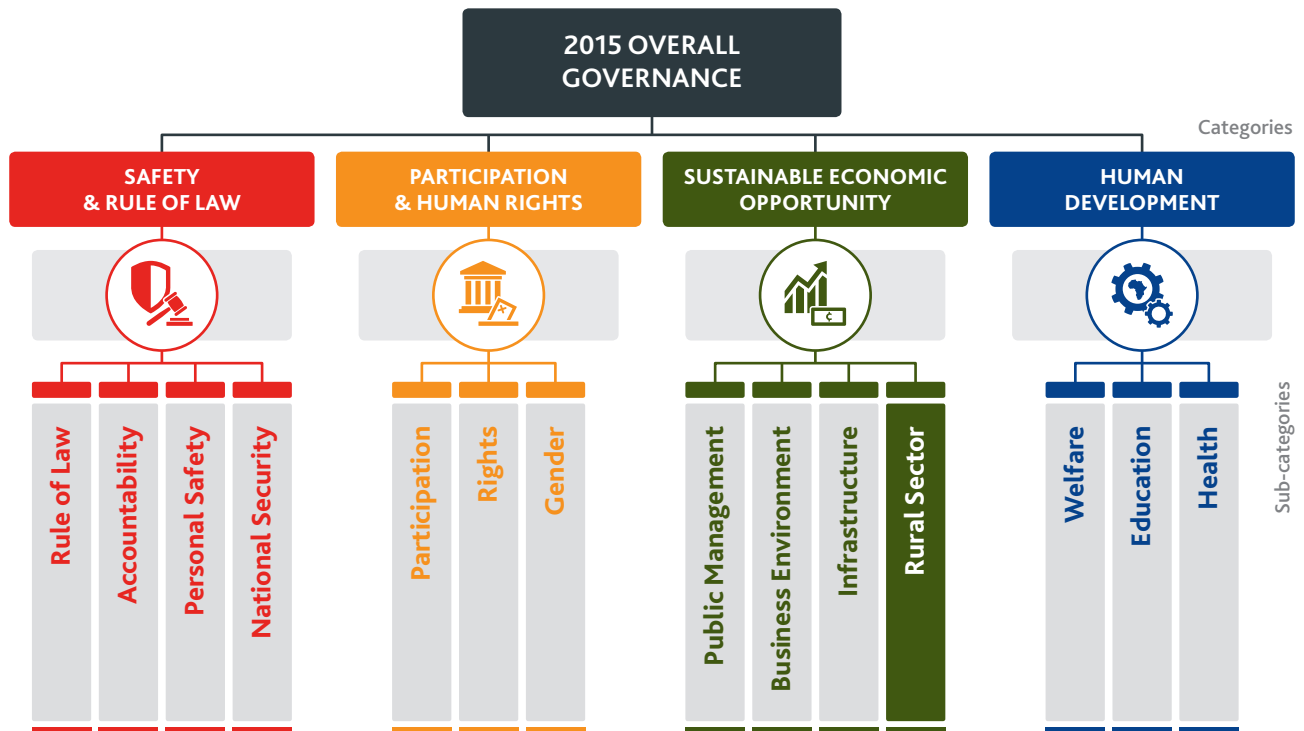 2015 OVERALL
GOVERNANCE
Categories
SAFETY
& RULE OF LAW
PARTICIPATION
& HUMAN RIGHTS
SUSTAINABLE ECONOMIC
OPPORTUNITY
HUMAN
DEVELOPMENT
¢
Rule of Law
Accountability
Personal Safety
National Security
Participation
Rights
Gender
Public Management
Business Environment
Infrastructure
Rural Sector
Welfare
Education
Health
Sub-categories